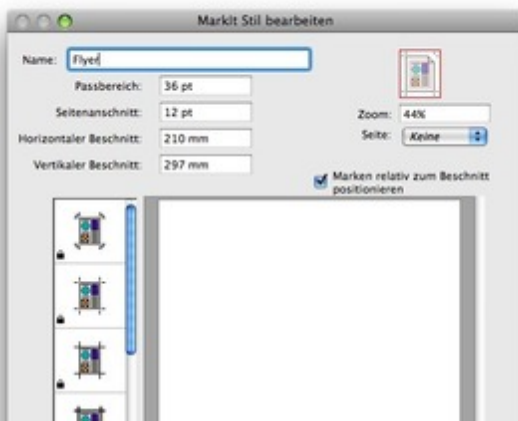 MarkIt Stil bearbeiten
Name: Flyer
Passbereich: 36 pt
Seitenanschnitt: 12 pt
Zoom: 44%
Horizontaler Beschnitt: 210 mm
Seite: Keine
Vertikaler Beschnitt: 297 mm
Marken relativ zum Beschnitt
positionieren